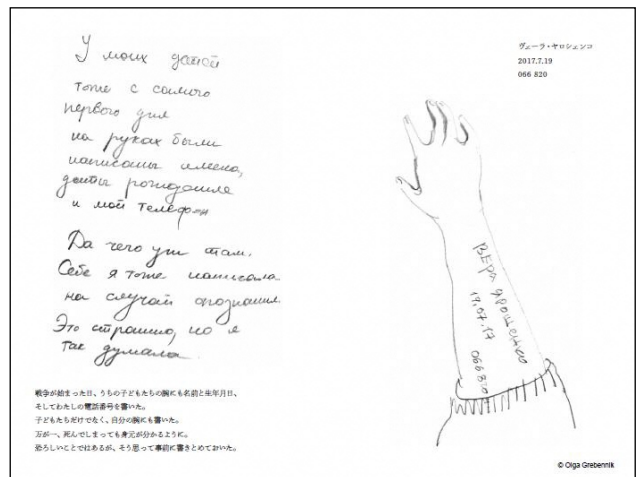 У моих детей
тоже с самого
первого дня
на руках были
написаны имена,
даты рождения
и мой телефон
Да чего уж там.
Себе я тоже написала
на случай опознания.
Это страшно, но я
так думала
戦争が始まった日、うちの子どもたちの腕にも名前と生年月日、
そしてわたしの電話番号を書いた。
子どもたちだけでなく、自分の腕にも書いた。
万が一、死んでしまっても身元が分かるように。
恐ろしいことではあるが、そう思って事前に書きとめておいた。
ヴェーラ・ヤロシェンコ
2017.7.19
066 820
Вера Ярошенко
19.07.17
066 820
© Olga Grebennik